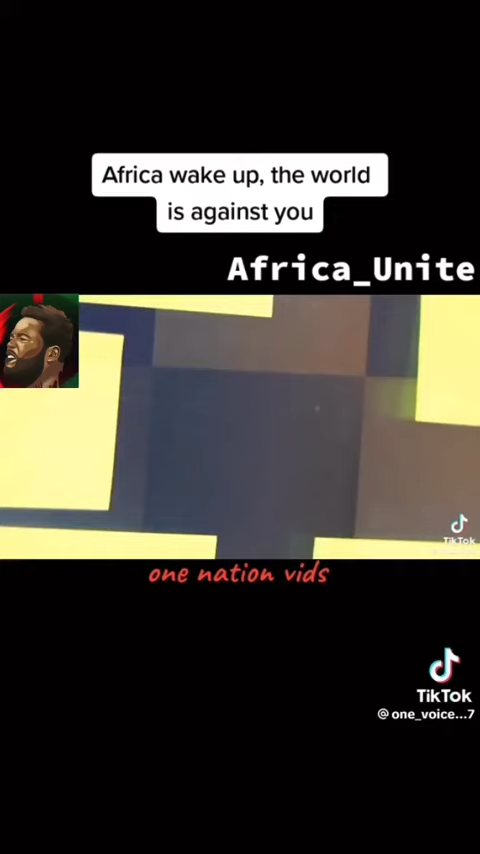 Africa wake up, the world
is against you
Africa_Unite
TikTok
one nation vids
TikTok
@one_voice...7